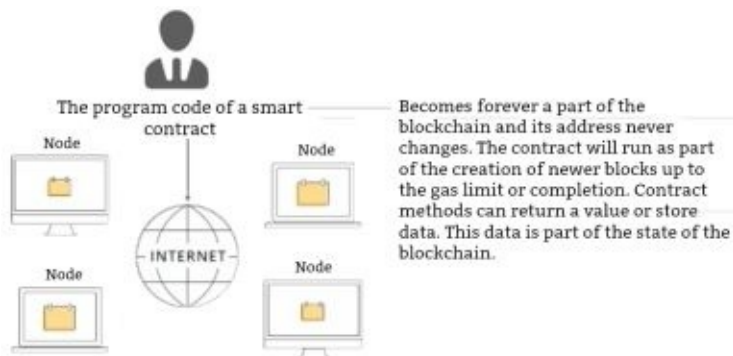 The program code of a smart
contract
Becomes forever a part of the
blockchain and its address never
changes. The contract will run as part
of the creation of newer blocks up to
the gas limit or completion. Contract
methods can return a value or store
data. This data is part of the state of the
blockchain.
Node
Node
INTERNET
Node
Node